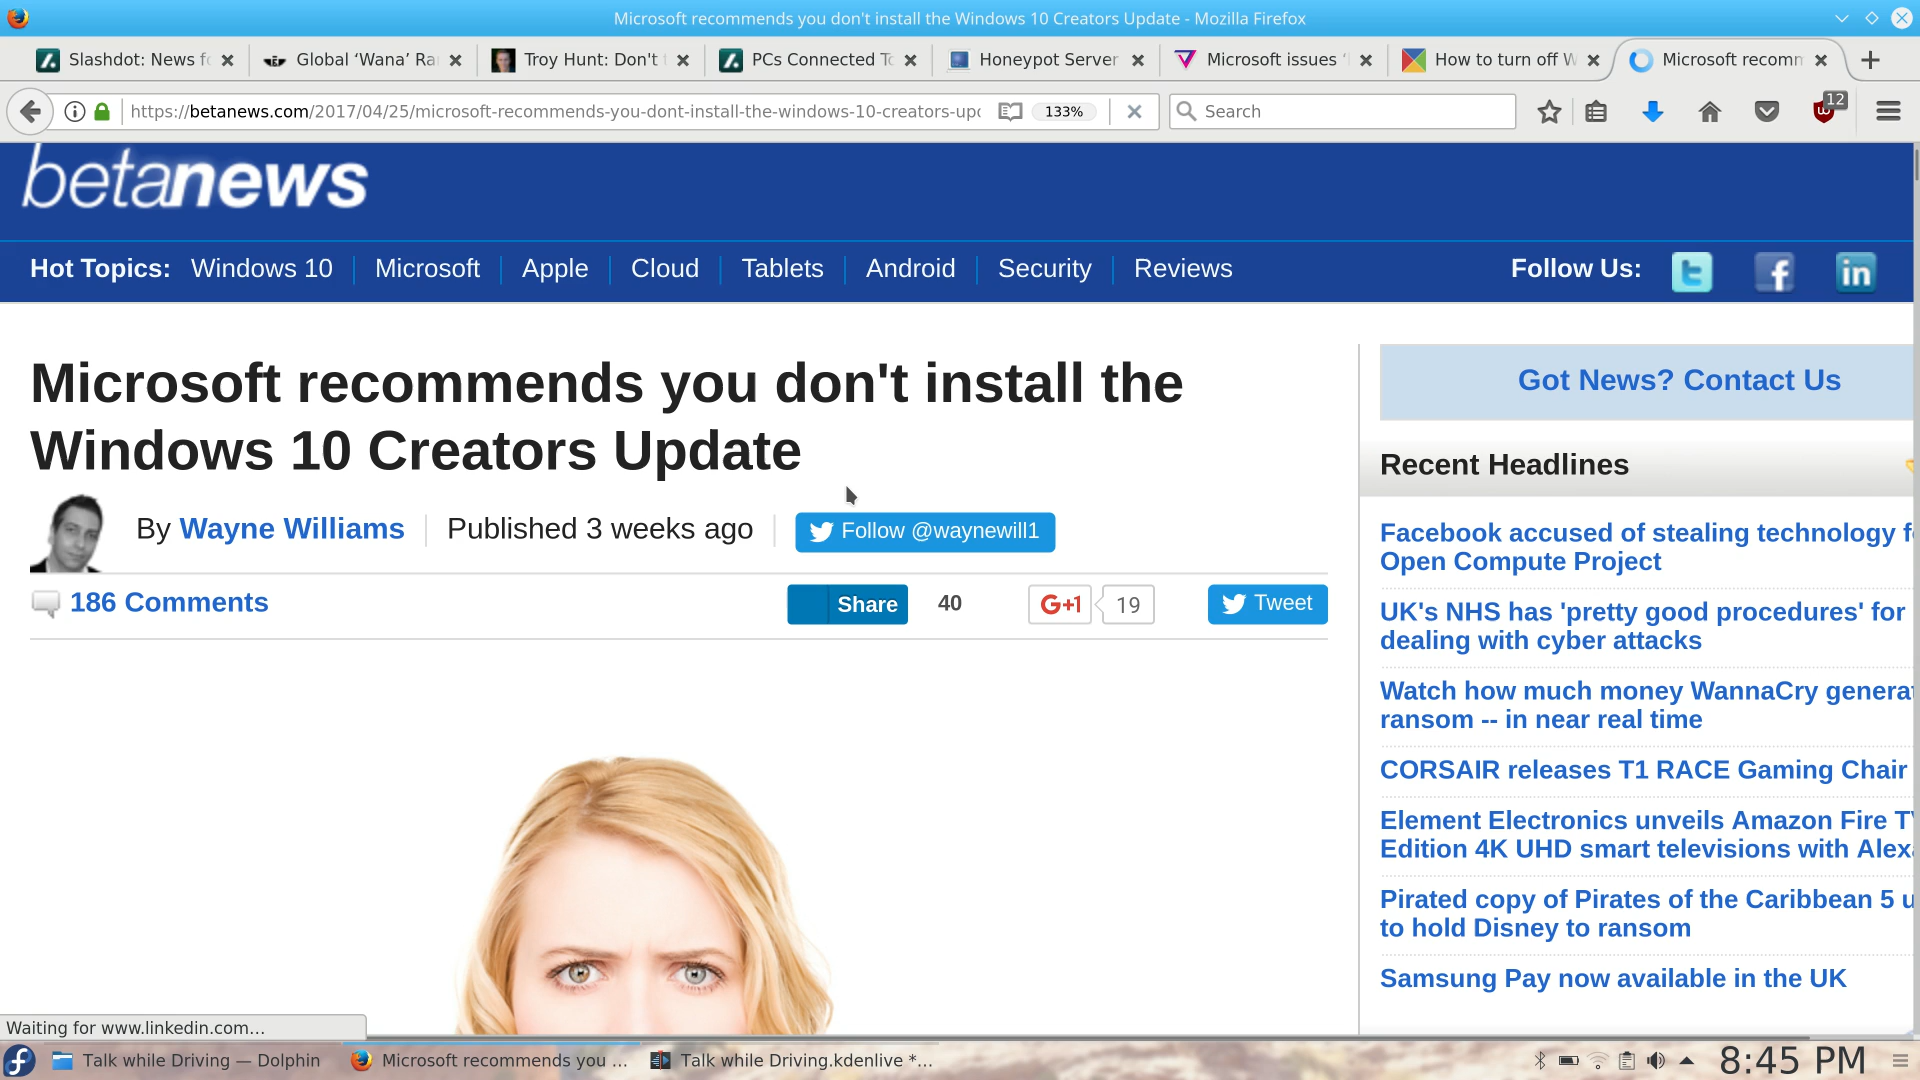 Microsoft recommends you don't install the Windows 10 Creators Update - Mozilla Firefox
Slashdot: News fo
Global ‘Wana’ Ra
Troy Hunt: Don't
PCs Connected To
Honeypot Server
Microsoft issues ‘
How to turn off W
Microsoft recomm
https://betanews.com/2017/04/25/microsoft-recommends-you-dont-install-the-windows-10-creators-upd
133%
Search
12
betanews
Hot Topics: Windows 10 Microsoft Apple Cloud Tablets Android Security Reviews
Follow Us:
Microsoft recommends you don't install the
Windows 10 Creators Update
By Wayne Williams
Published 3 weeks ago
Follow @waynewill1
186 Comments
Share 40
G+1 19
Tweet
Got News? Contact Us
Recent Headlines
Facebook accused of stealing technology f
Open Compute Project
UK's NHS has 'pretty good procedures' for
dealing with cyber attacks
Watch how much money WannaCry genera
ransom -- in near real time
CORSAIR releases T1 RACE Gaming Chair
Element Electronics unveils Amazon Fire T
Edition 4K UHD smart televisions with Alex
Pirated copy of Pirates of the Caribbean 5 u
to hold Disney to ransom
Samsung Pay now available in the UK
Waiting for www.linkedin.com…
Talk while Driving — Dolphin
Microsoft recommends you ...
Talk while Driving.kdenlive *...
8:45 PM